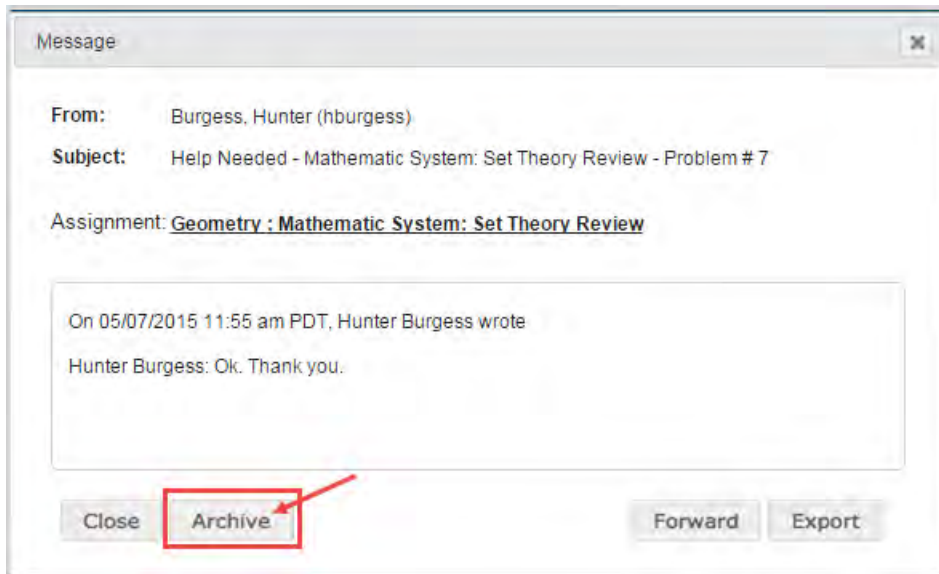 Message
From: Burgess, Hunter (hburgess)
Subject: Help Needed - Mathematic System: Set Theory Review - Problem # 7
Assignment: Geometry : Mathematic System: Set Theory Review
On 05/07/2015 11:55 am PDT, Hunter Burgess wrote
Hunter Burgess: Ok. Thank you.
Close Archive Forward Export